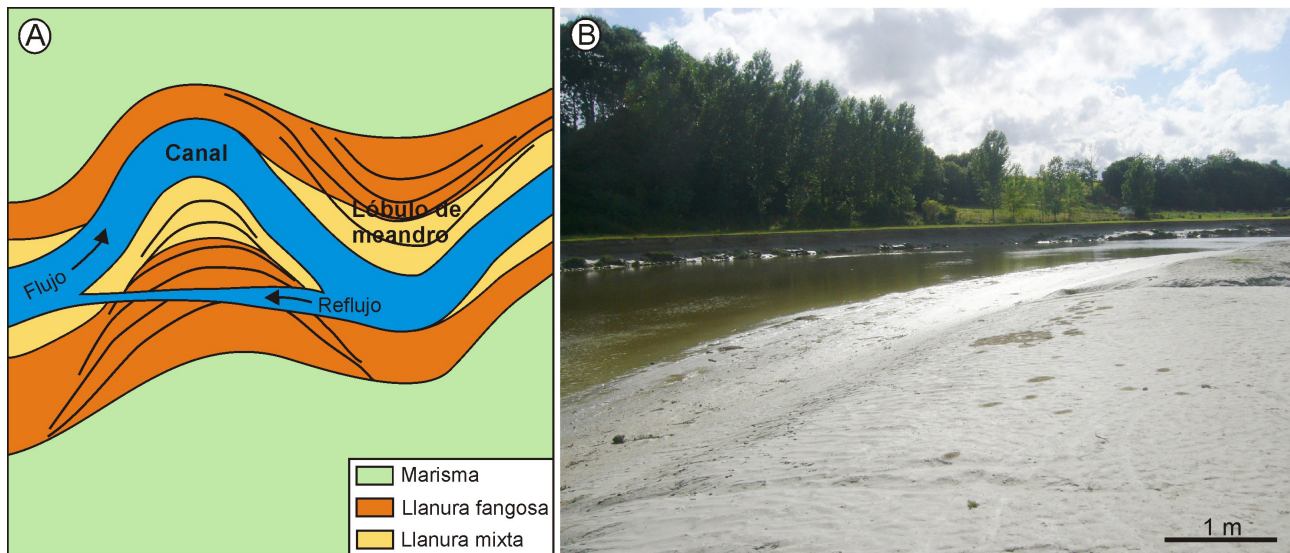 A
Canal
Lóbulo de
meandro
Flujo
Reflujo
Marisma
Llanura fangosa
Llanura mixta
B
1 m